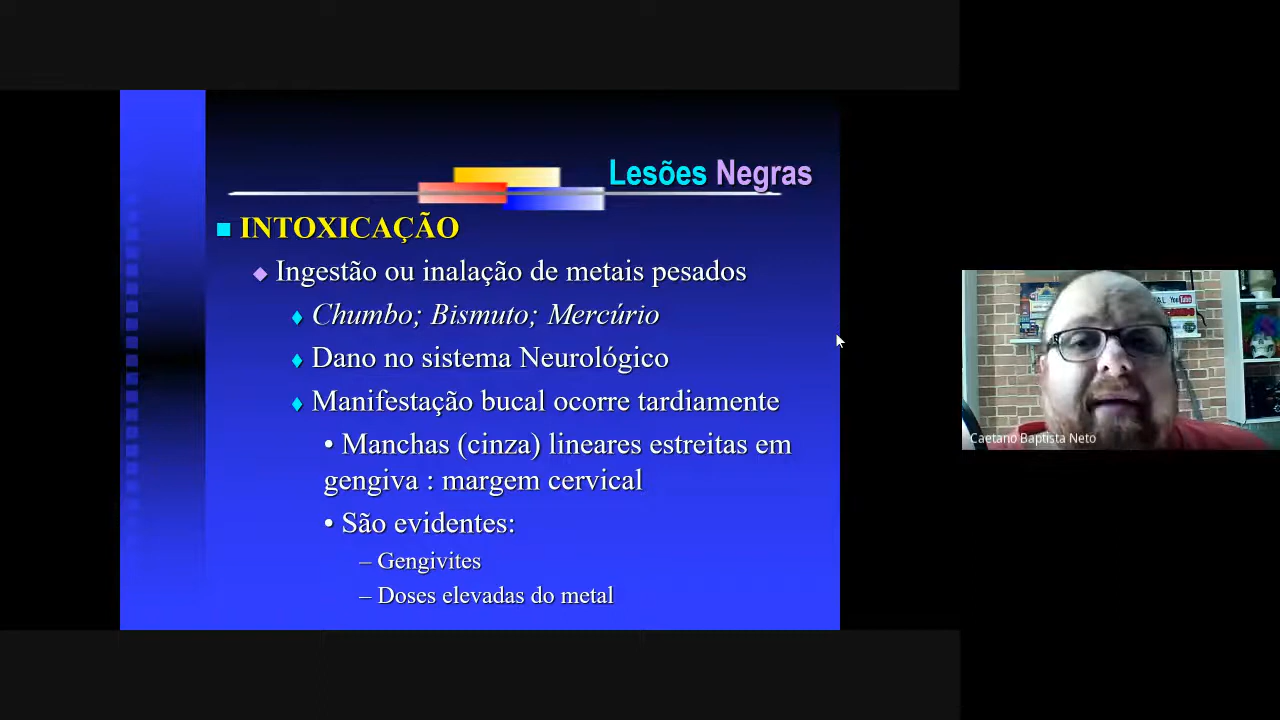 Lesões Negras
INTOXICAÇÃO
Ingestão ou inalação de metais pesados
Chumbo; Bismuto; Mercúrio
Dano no sistema Neurológico
Manifestação bucal ocorre tardiamente
• Manchas (cinza) lineares estreitas em
gengiva : margem cervical
• São evidentes:
– Gengivites
– Doses elevadas do metal
YouTube
Caetano Baptista Neto